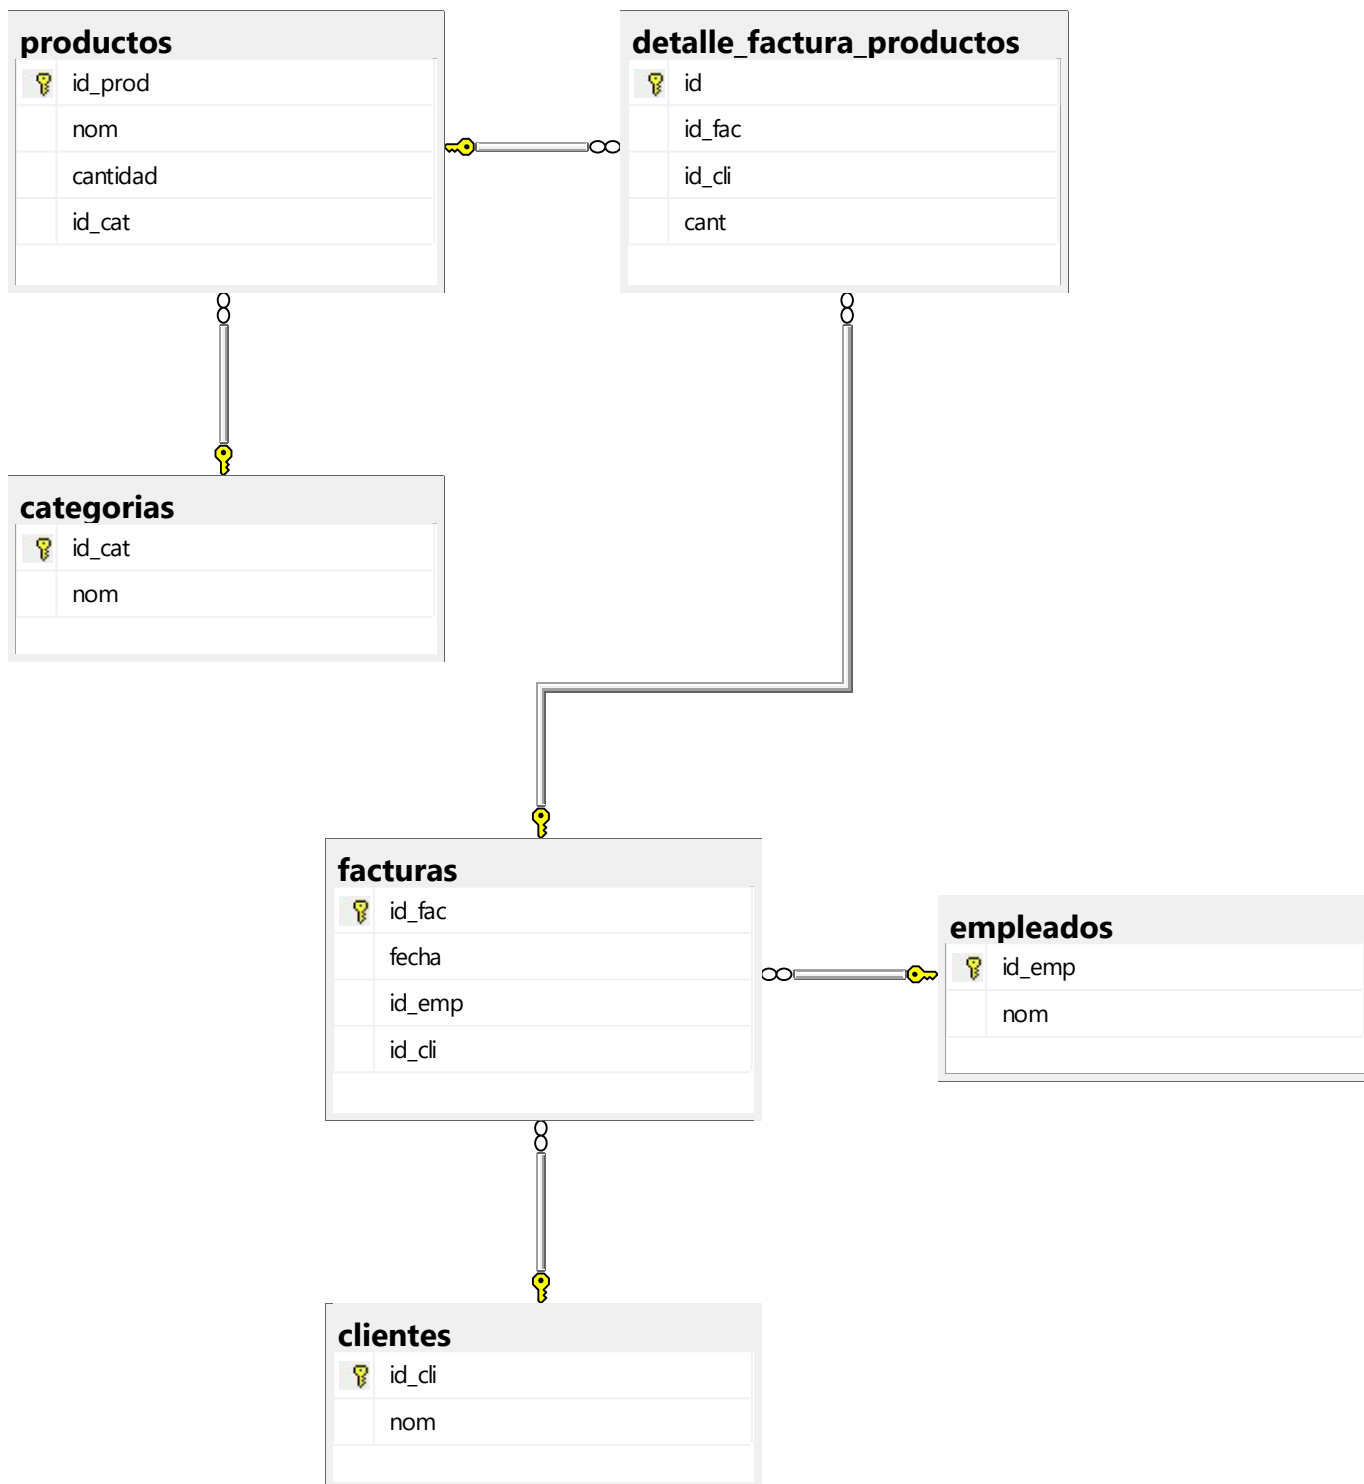 productos
id_prod
nom
cantidad
id_cat
detalle_factura_productos
id
id_fac
id_cli
cant
categorias
id_cat
nom
facturas
id_fac
fecha
id_emp
id_cli
empleados
id_emp
nom
clientes
id_cli
nom